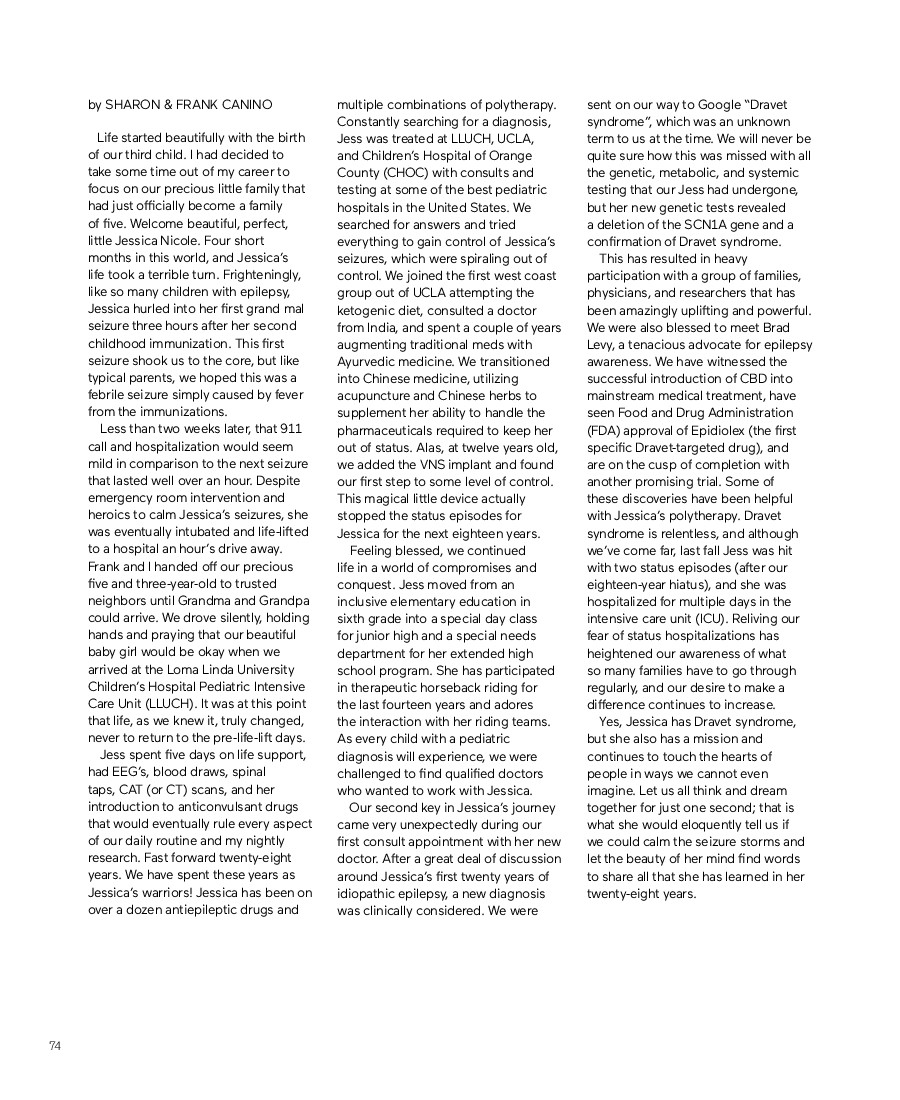 by SHARON & FRANK CANINO
Life started beautifully with the birth
of our third child. I had decided to
take some time out of my career to
focus on our precious little family that
had just officially become a family
of five. Welcome beautiful, perfect,
little Jessica Nicole. Four short
months in this world, and Jessica's
life took a terrible turn. Frighteningly,
like so many children with epilepsy,
Jessica hurled into her first grand mal
seizure three hours after her second
childhood immunization. This first
seizure shook us to the core, but like
typical parents, we hoped this was a
febrile seizure simply caused by fever
from the immunizations.
Less than two weeks later, that 911
call and hospitalization would seem
mild in comparison to the next seizure
that lasted well over an hour. Despite
emergency room intervention and
heroics to calm Jessica's seizures, she
was eventually intubated and life-lifted
to a hospital an hour's drive away.
Frank and I handed off our precious
five and three-year-old to trusted
neighbors until Grandma and Grandpa
could arrive. We drove silently, holding
hands and praying that our beautiful
baby girl would be okay when we
arrived at the Loma Linda University
Children's Hospital Pediatric Intensive
Care Unit (LLUCH). It was at this point
that life, as we knew it, truly changed,
never to return to the pre-life-lift days.
Jess spent five days on life support,
had EEG's, blood draws, spinal
taps, CAT (or CT) scans, and her
introduction to anticonvulsant drugs
that would eventually rule every aspect
of our daily routine and my nightly
research. Fast forward twenty-eight
years. We have spent these years as
Jessica's warriors! Jessica has been on
over a dozen antiepileptic drugs and
multiple combinations of polytherapy.
Constantly searching for a diagnosis,
Jess was treated at LLUCH, UCLA,
and Children's Hospital of Orange
County (CHOC) with consults and
testing at some of the best pediatric
hospitals in the United States. We
searched for answers and tried
everything to gain control of Jessica's
seizures, which were spiraling out of
control. We joined the first west coast
group out of UCLA attempting the
ketogenic diet, consulted a doctor
from India, and spent a couple of years
augmenting traditional meds with
Ayurvedic medicine. We transitioned
into Chinese medicine, utilizing
acupuncture and Chinese herbs to
supplement her ability to handle the
pharmaceuticals required to keep her
out of status. Alas, at twelve years old,
we added the VNS implant and found
our first step to some level of control.
This magical little device actually
stopped the status episodes for
Jessica for the next eighteen years.
Feeling blessed, we continued
life in a world of compromises and
conquest. Jess moved from an
inclusive elementary education in
sixth grade into a special day class
for junior high and a special needs
department for her extended high
school program. She has participated
in therapeutic horseback riding for
the last fourteen years and adores
the interaction with her riding teams.
As every child with a pediatric
diagnosis will experience, we were
challenged to find qualified doctors
who wanted to work with Jessica.
Our second key in Jessica's journey
came very unexpectedly during our
first consult appointment with her new
doctor. After a great deal of discussion
around Jessica's first twenty years of
idiopathic epilepsy, a new diagnosis
was clinically considered. We were
sent on our way to Google “Dravet
syndrome”, which was an unknown
term to us at the time. We will never be
quite sure how this was missed with all
the genetic, metabolic, and systemic
testing that our Jess had undergone,
but her new genetic tests revealed
a deletion of the SCN1A gene and a
confirmation of Dravet syndrome.
This has resulted in heavy
participation with a group of families,
physicians, and researchers that has
been amazingly uplifting and powerful.
We were also blessed to meet Brad
Levy, a tenacious advocate for epilepsy
awareness. We have witnessed the
successful introduction of CBD into
mainstream medical treatment, have
seen Food and Drug Administration
(FDA) approval of Epidiolex (the first
specific Dravet-targeted drug), and
are on the cusp of completion with
another promising trial. Some of
these discoveries have been helpful
with Jessica's polytherapy. Dravet
syndrome is relentless, and although
we've come far, last fall Jess was hit
with two status episodes (after our
eighteen-year hiatus), and she was
hospitalized for multiple days in the
intensive care unit (ICU). Reliving our
fear of status hospitalizations has
heightened our awareness of what
so many families have to go through
regularly, and our desire to make a
difference continues to increase.
Yes, Jessica has Dravet syndrome,
but she also has a mission and
continues to touch the hearts of
people in ways we cannot even
imagine. Let us all think and dream
together for just one second; that is
what she would eloquently tell us if
we could calm the seizure storms and
let the beauty of her mind find words
to share all that she has learned in her
twenty-eight years.
74